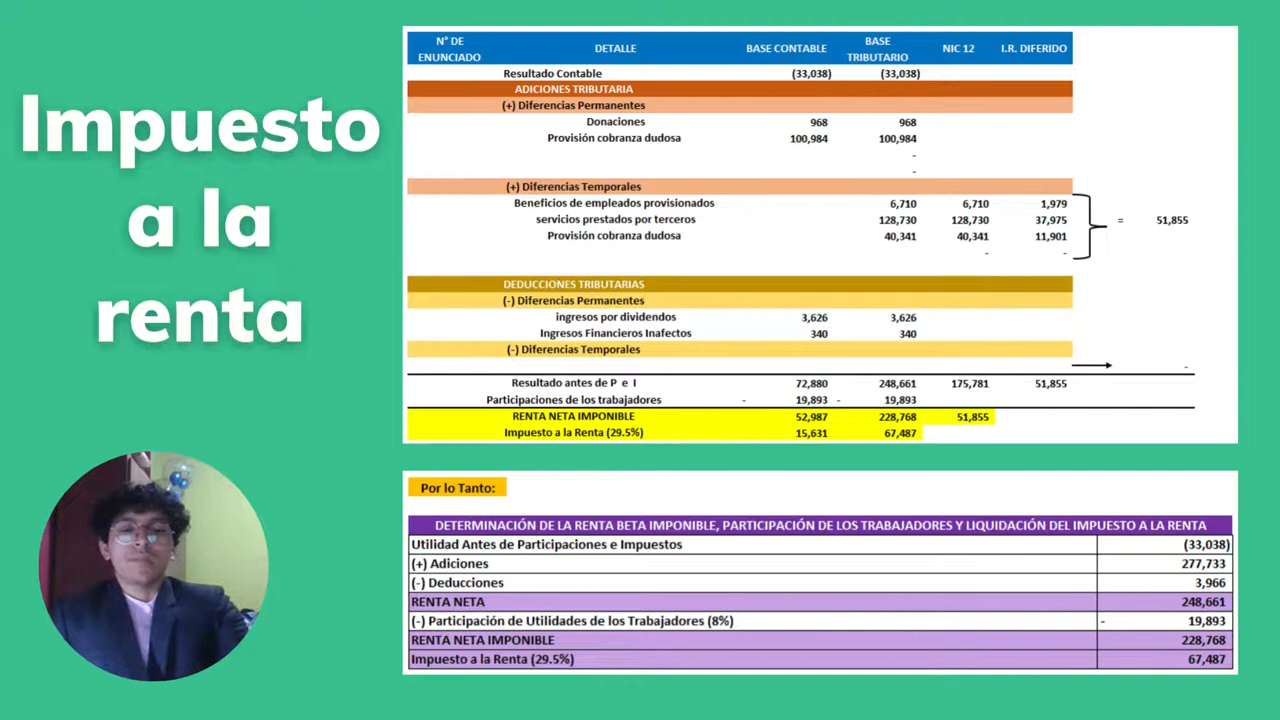 Impuesto
a la
renta
N° DE ENUNCIADO DETALLE BASE CONTABLE BASE TRIBUTARIO NIC 12 I.R. DIFERIDO
Resultado Contable (33,038) (33,038)
ADICIONES TRIBUTARIA
(+) Diferencias Permanentes
Donaciones 968 968
Provisión cobranza dudosa 100,984 100,984
-
-
(+) Diferencias Temporales
Beneficios de empleados provisionados 6,710 6,710 1,979
servicios prestados por terceros 128,730 128,730 37,975 = 51,855
Provisión cobranza dudosa 40,341 40,341 11,901
- -
DEDUCCIONES TRIBUTARIAS
(-) Diferencias Permanentes
ingresos por dividendos 3,626 3,626
Ingresos Financieros Inafectos 340 340
(-) Diferencias Temporales
-
Resultado antes de P e I 72,880 248,661 175,781 51,855
Participaciones de los trabajadores - 19,893 - 19,893
RENTA NETA IMPONIBLE 52,987 228,768 51,855
Impuesto a la Renta (29.5%) 15,631 67,487
Por lo Tanto:
DETERMINACIÓN DE LA RENTA BETA IMPONIBLE, PARTICIPACIÓN DE LOS TRABAJADORES Y LIQUIDACIÓN DEL IMPUESTO A LA RENTA
Utilidad Antes de Participaciones e Impuestos (33,038)
(+) Adiciones 277,733
(-) Deducciones 3,966
RENTA NETA 248,661
(-) Participación de Utilidades de los Trabajadores (8%) - 19,893
RENTA NETA IMPONIBLE 228,768
Impuesto a la Renta (29.5%) 67,487